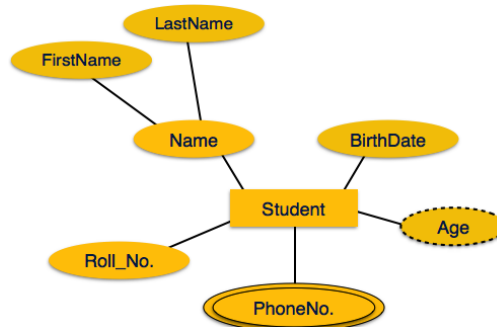 LastName
FirstName
Name
BirthDate
Student
Age
Roll_No.
PhoneNo.